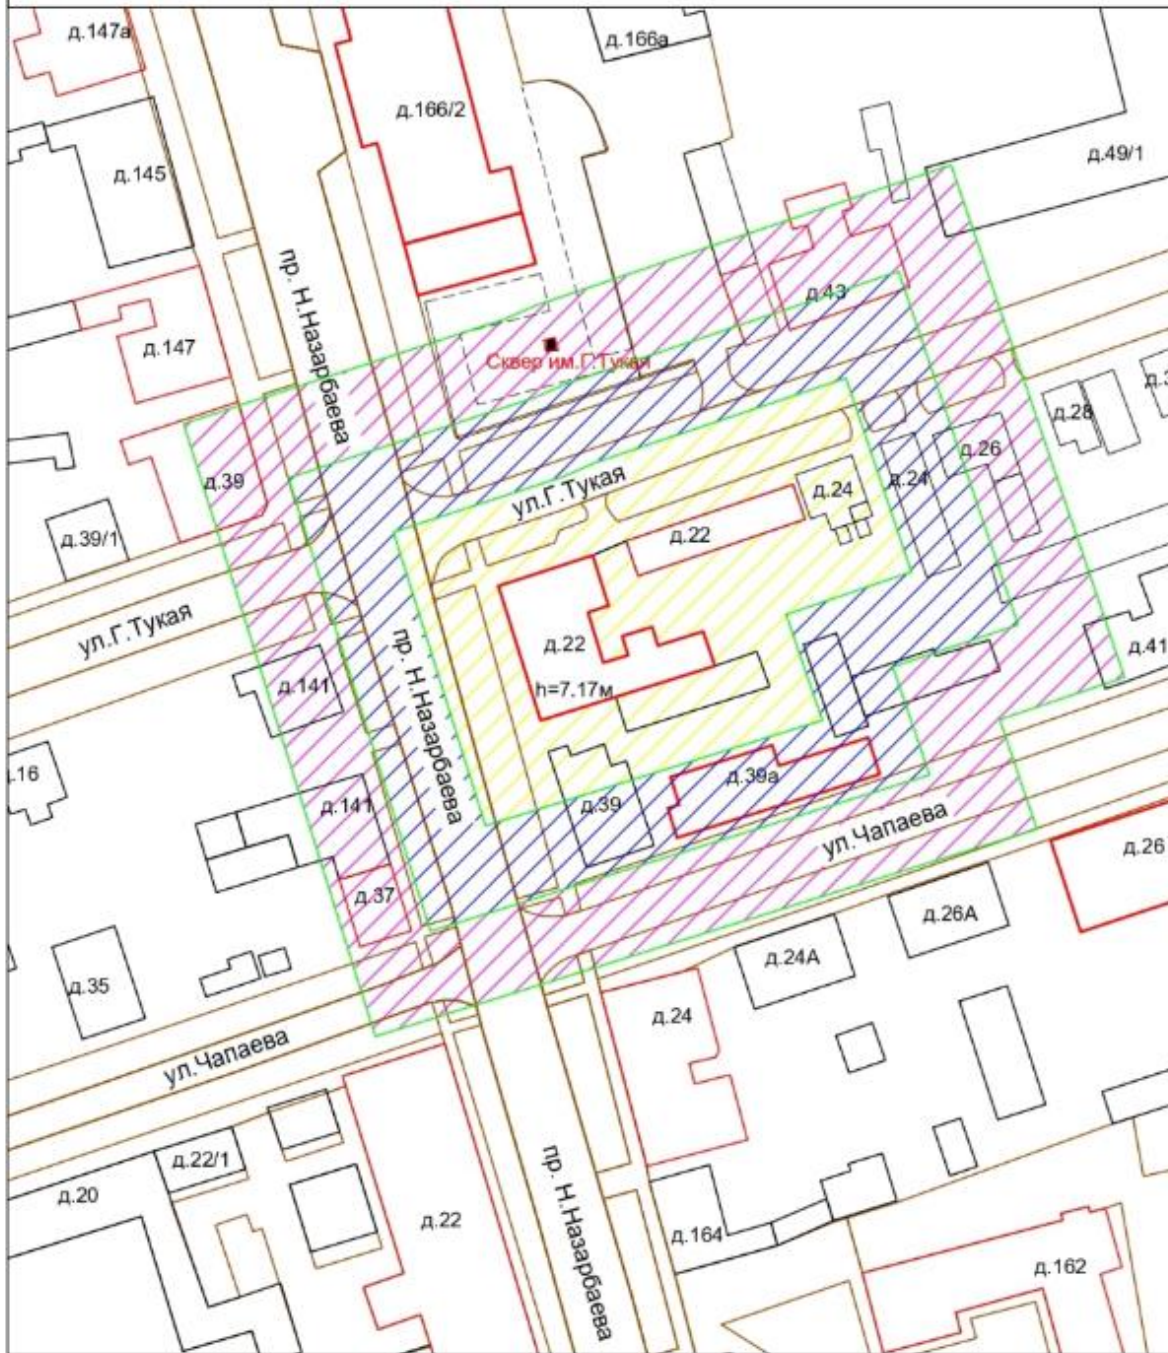 д.147а
д.166а
д.166/2
д.145
д.49/1
пр. Н.Назарбаева
д.43
д.147
Сквер им.Г.Тукая
д.28
д.26
д.39
ул.Г.Тукая
д.24
д.24
д.22
д.39/1
ул.Г.Тукая
д.22
пр. Н.Назарбаева
д.41
д.141
h=7.17м
д.16
д.39а
д.141
д.39
ул.Чапаева
д.26
д.37
д.26А
д.24А
д.35
д.24
ул.Чапаева
д.22/1
д.20
пр. Н.Назарбаева
д.22
д.164
д.162